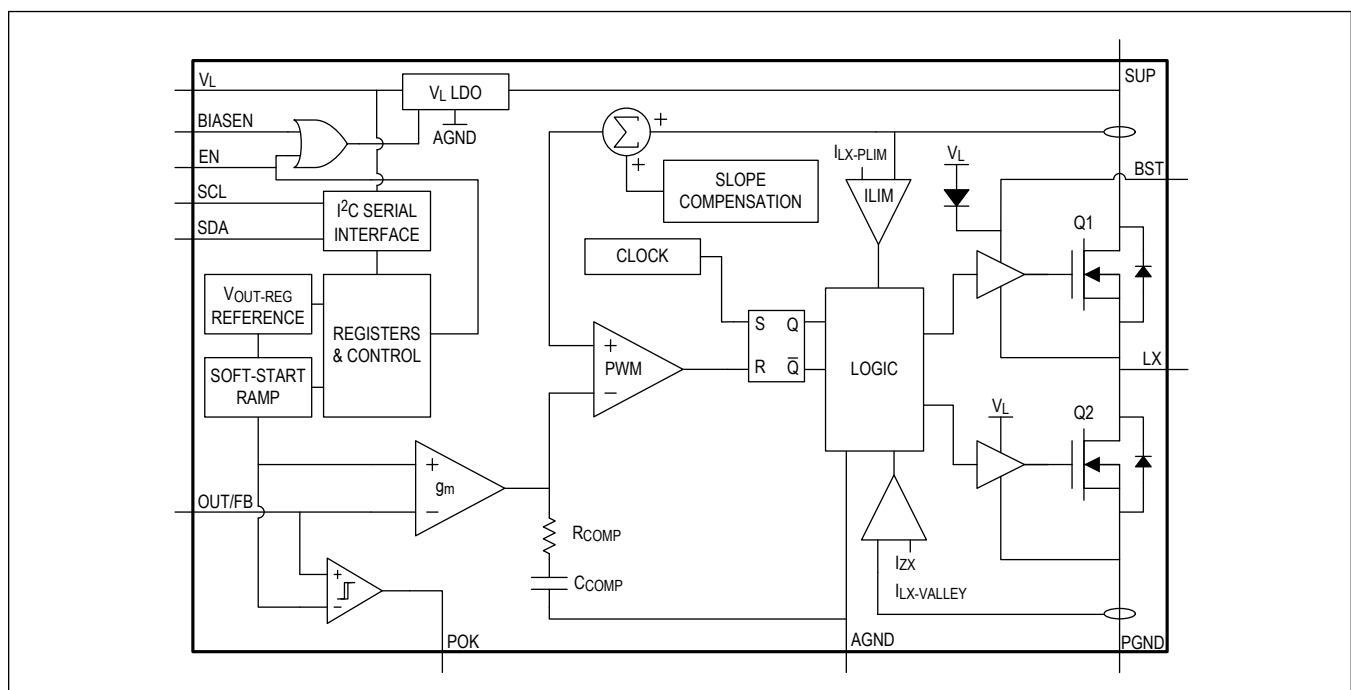 VL
BIASEN
EN
SCL
SDA
VL LDO
AGND
I2C SERIAL
INTERFACE
VOUT-REG
REFERENCE
SOFT-START
RAMP
REGISTERS
& CONTROL
OUT/FB
+
gm
−
+
−
POK
RCOMP
CCOMP
Σ
+
+
SLOPE
COMPENSATION
CLOCK
+
PWM
−
S
Q
R
Q̅
ILX-PLIM
ILIM
LOGIC
IZX
ILX-VALLEY
AGND
VL
VL
Q1
Q2
SUP
BST
LX
PGND